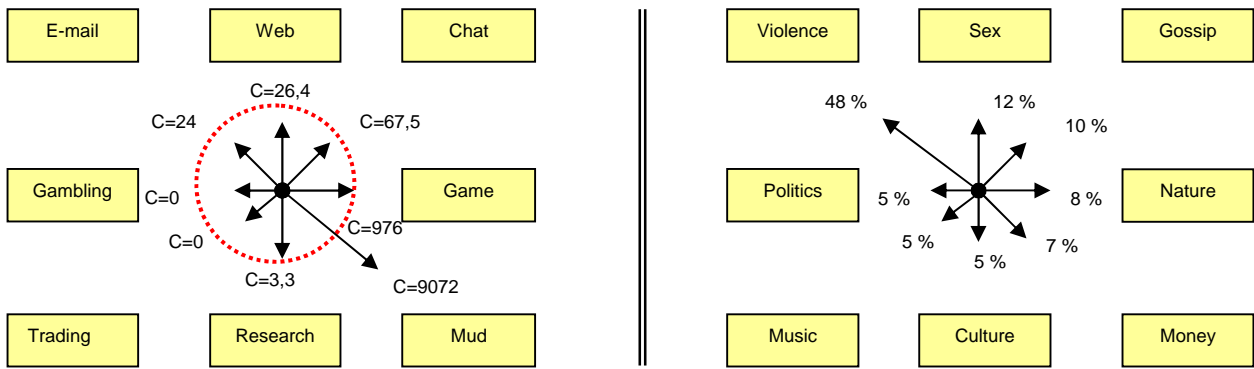 E-mail
Web
Chat
C=26,4
C=24
C=67,5
Gambling
C=0
Game
C=0
C=976
C=3,3
C=9072
Trading
Research
Mud
Violence
Sex
Gossip
48 %
12 %
10 %
Politics
5 %
8 %
Nature
5 %
5 %
7 %
Music
Culture
Money